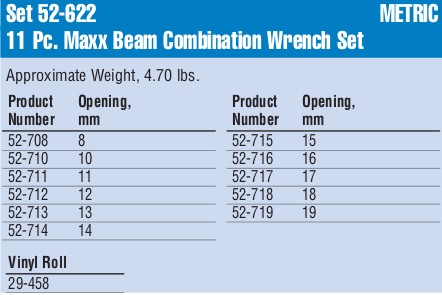 Set 52-622 METRIC
11 Pc. Maxx Beam Combination Wrench Set
Approximate Weight, 4.70 lbs.
Product Opening,
Number mm
52-708 8
52-710 10
52-711 11
52-712 12
52-713 13
52-714 14
Product Opening,
Number mm
52-715 15
52-716 16
52-717 17
52-718 18
52-719 19
Vinyl Roll
29-458